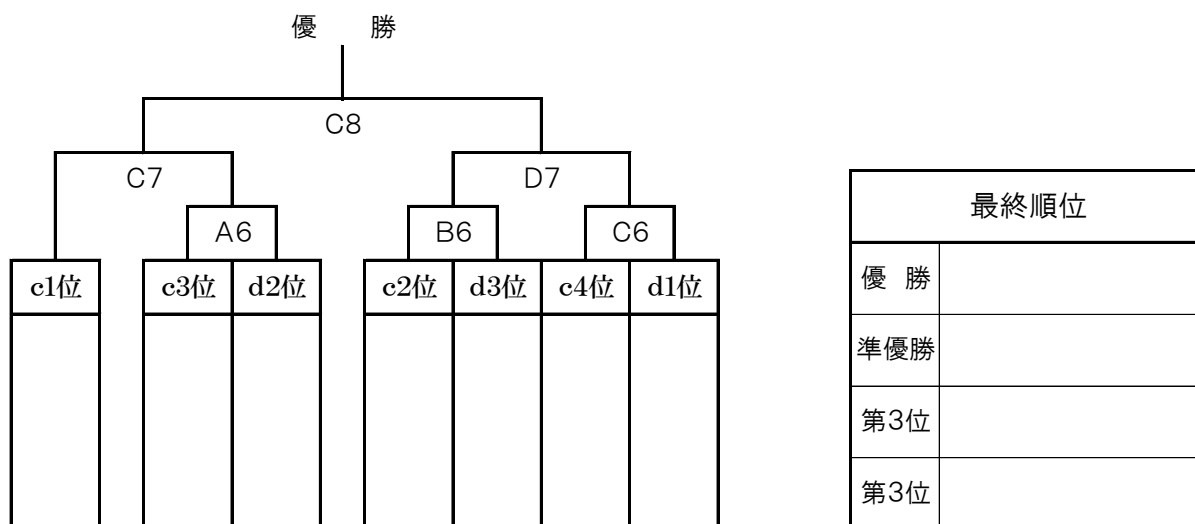 優 勝
C8
C7 D7
A6 B6 C6
c1位 c3位 d2位 c2位 d3位 c4位 d1位
最終順位
優 勝
準優勝
第3位
第3位